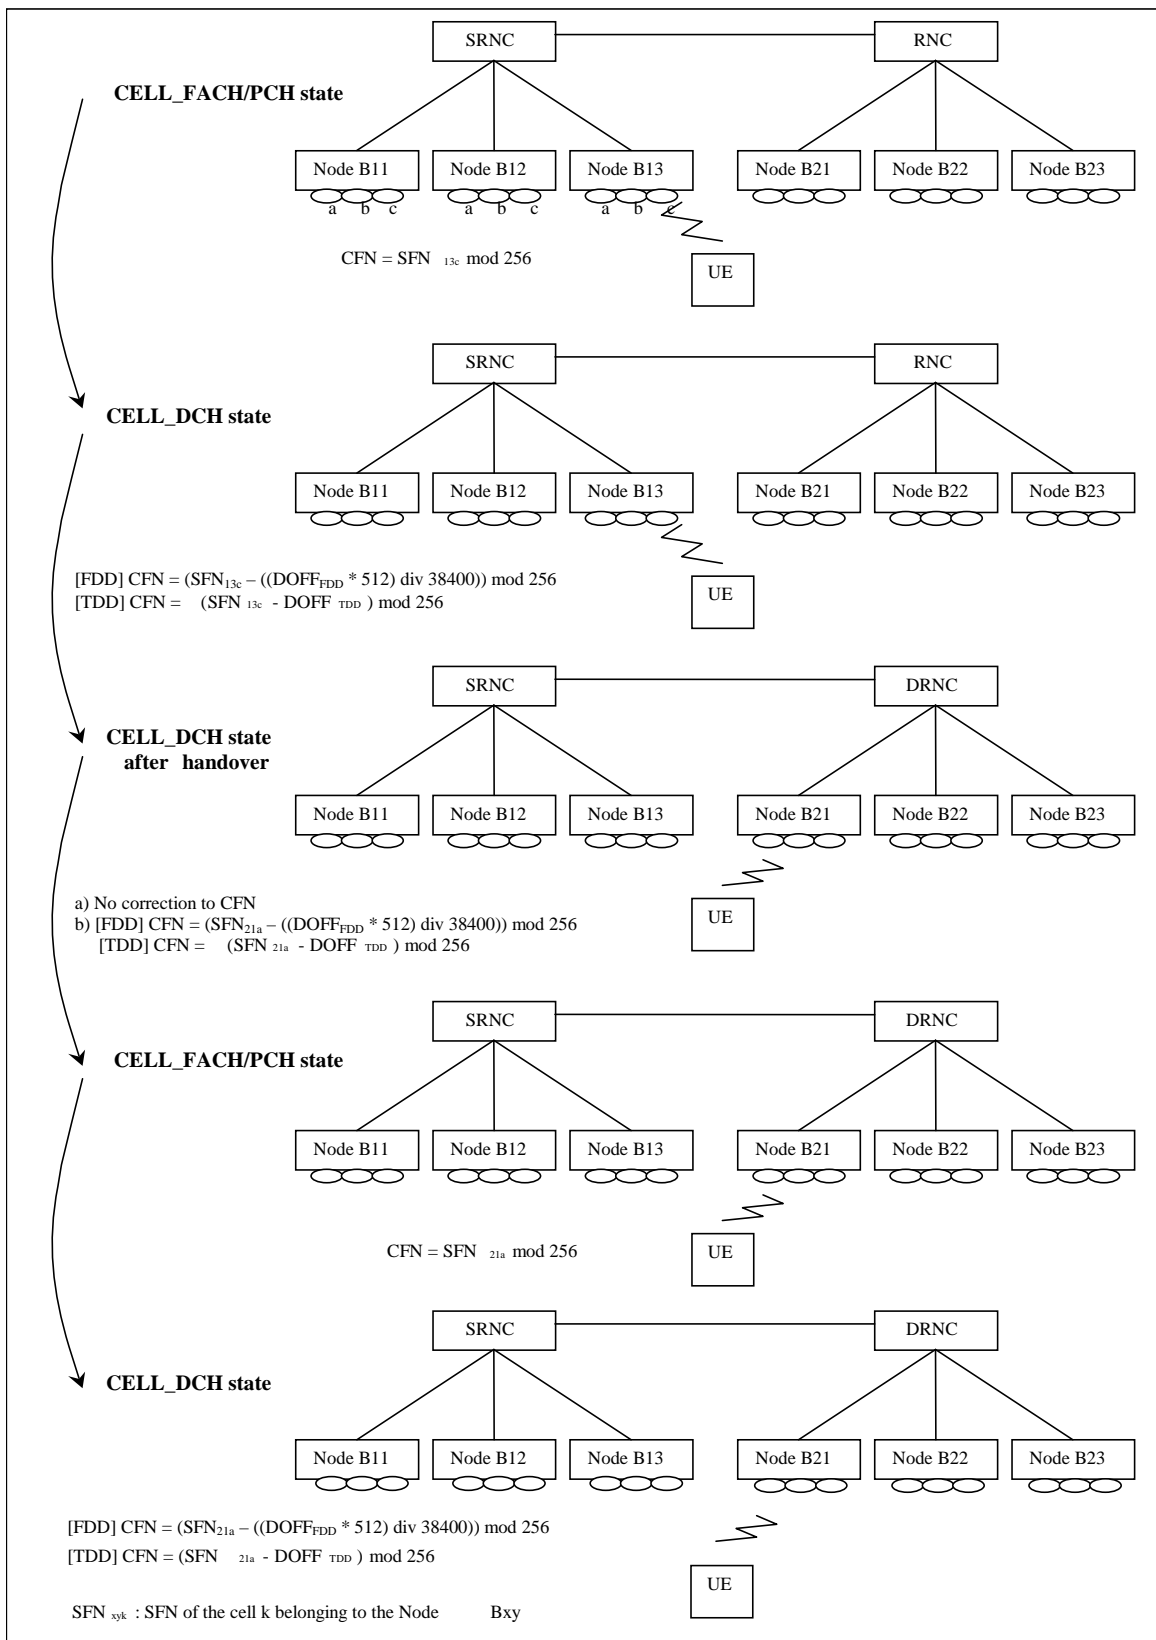 SRNC RNC
CELL_FACH/PCH state
Node B11 Node B12 Node B13 Node B21 Node B22 Node B23
a b c a b c a b c
CFN = SFN 13c mod 256
UE
SRNC RNC
CELL_DCH state
Node B11 Node B12 Node B13 Node B21 Node B22 Node B23
[FDD] CFN = (SFN13c – ((DOFFFDD * 512) div 38400)) mod 256
[TDD] CFN = (SFN 13c - DOFF TDD ) mod 256
UE
SRNC DRNC
CELL_DCH state
after handover
Node B11 Node B12 Node B13 Node B21 Node B22 Node B23
a) No correction to CFN
b) [FDD] CFN = (SFN21a – ((DOFFFDD * 512) div 38400)) mod 256
[TDD] CFN = (SFN 21a - DOFF TDD ) mod 256
UE
SRNC DRNC
CELL_FACH/PCH state
Node B11 Node B12 Node B13 Node B21 Node B22 Node B23
CFN = SFN 21a mod 256
UE
SRNC DRNC
CELL_DCH state
Node B11 Node B12 Node B13 Node B21 Node B22 Node B23
[FDD] CFN = (SFN21a – ((DOFFFDD * 512) div 38400)) mod 256
[TDD] CFN = (SFN 21a - DOFF TDD ) mod 256
UE
SFN xyk : SFN of the cell k belonging to the Node Bxy